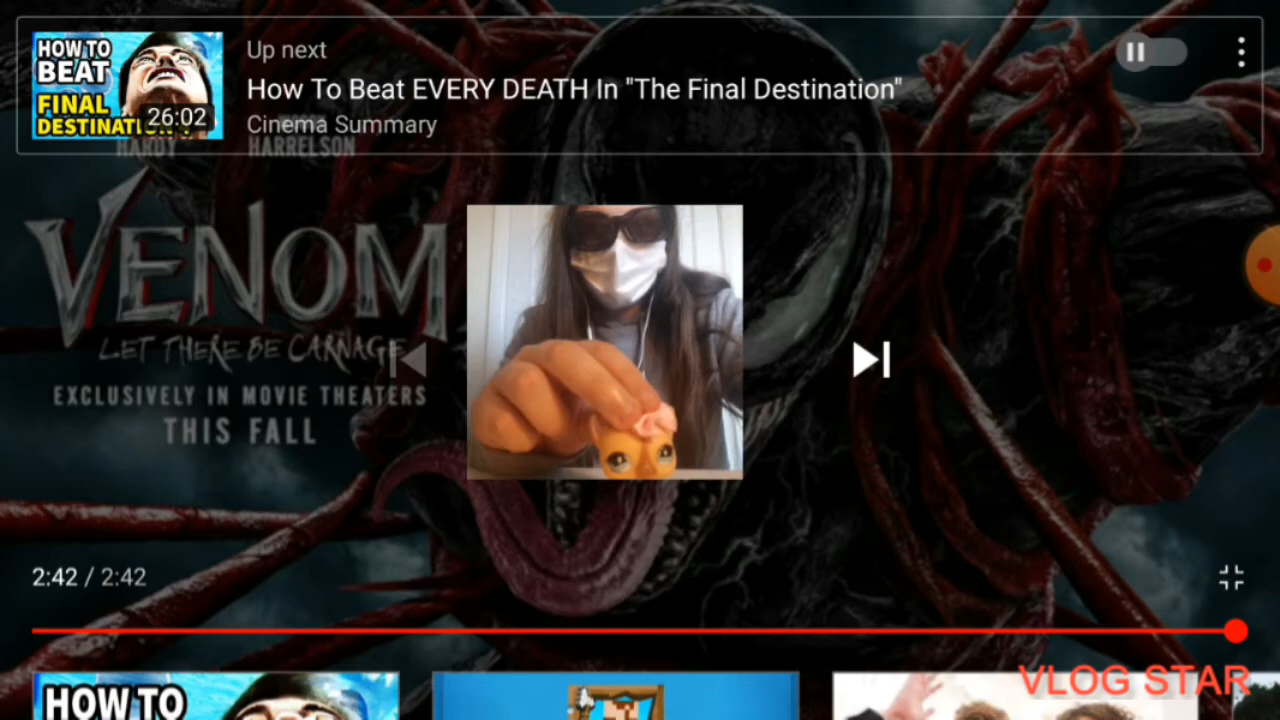 HOW TO
BEAT
FINAL
DESTINATION
26:02
Up next
How To Beat EVERY DEATH In "The Final Destination"
Cinema Summary
HARDY
HARRELSON
VENOM
LET THERE BE CARNAGE
EXCLUSIVELY IN MOVIE THEATERS
THIS FALL
2:42 / 2:42
VLOG STAR
HOW TO